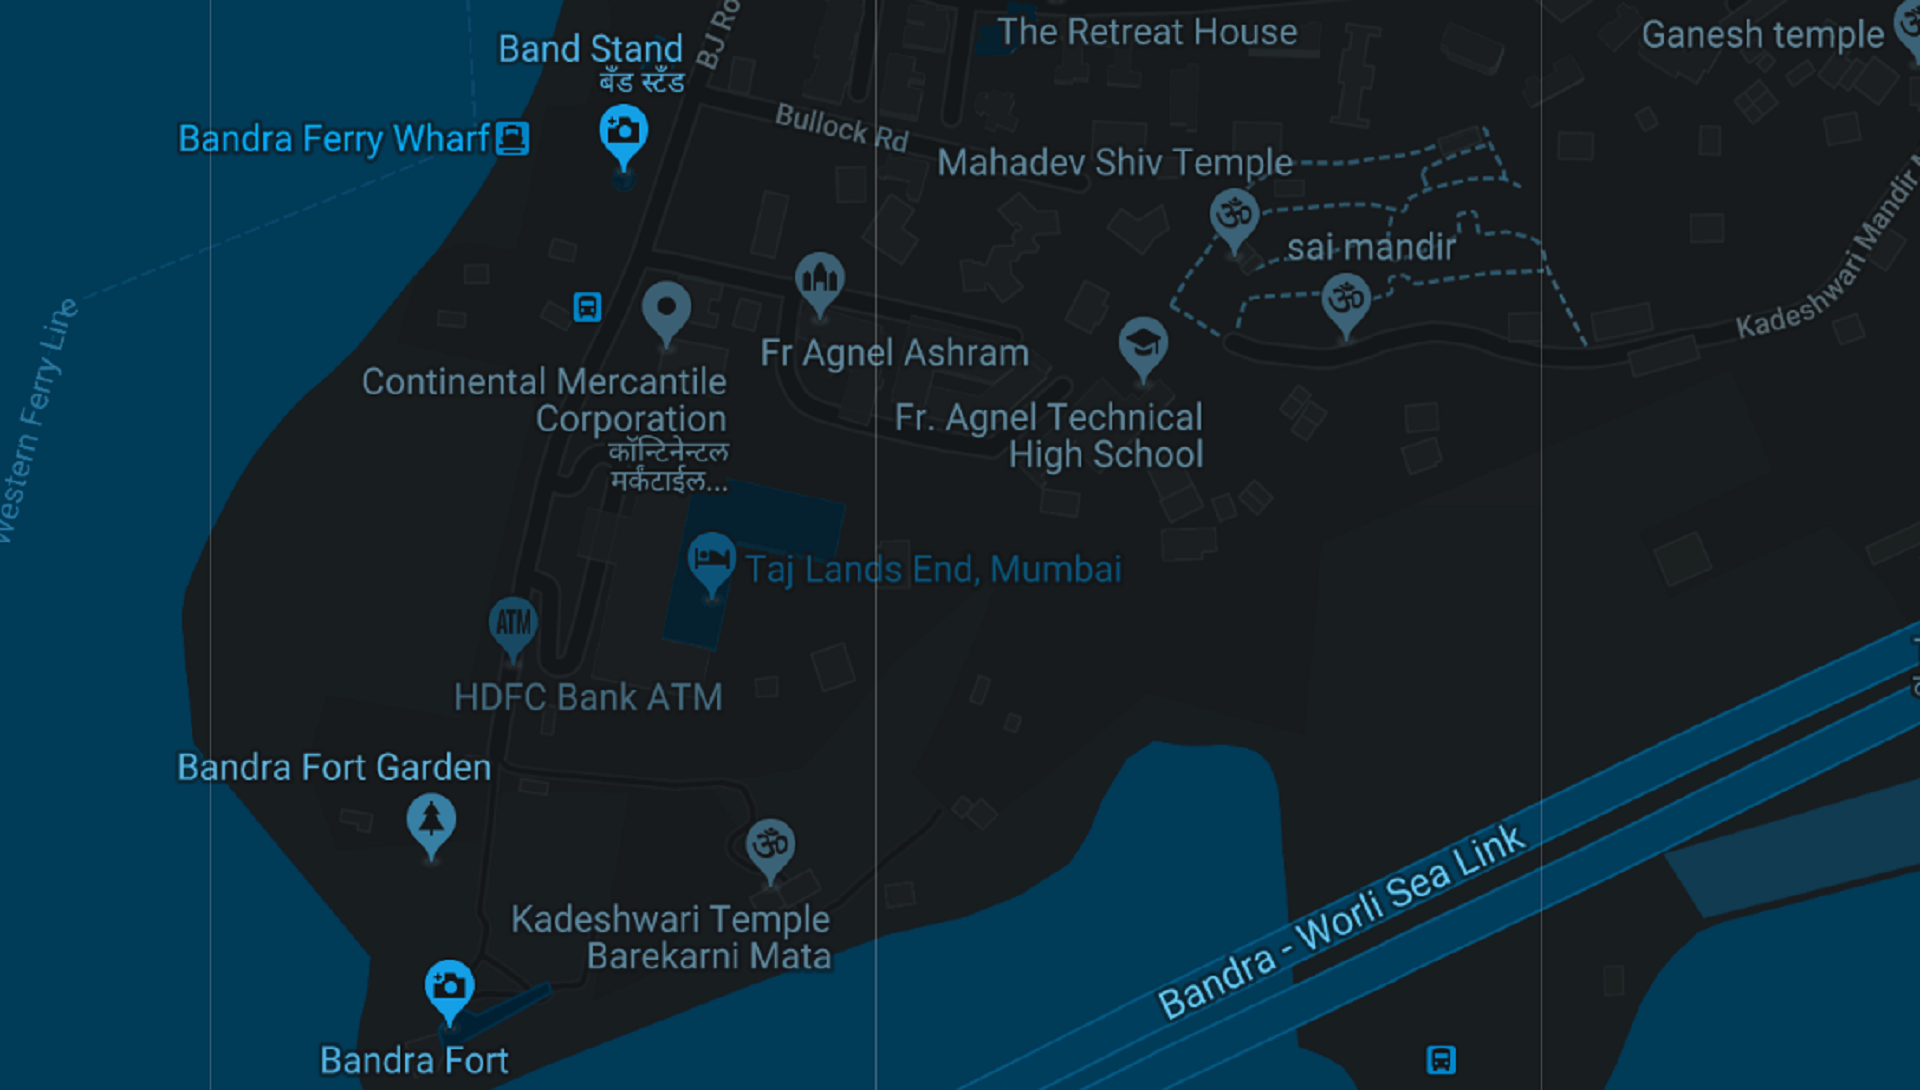 The Retreat House
Ganesh temple
Band Stand
बँड स्टँड
BJ
Bandra Ferry Wharf
Bullock Rd
Mahadev Shiv Temple
sai mandir
Kadeshwari Mandir
Western Ferry Line
Fr Agnel Ashram
Continental Mercantile
Corporation
कॉन्टिनेन्टल
मर्कंटाईल...
Fr. Agnel Technical
High School
Taj Lands End, Mumbai
ATM
HDFC Bank ATM
Bandra Fort Garden
Kadeshwari Temple
Barekarni Mata
Bandra - Worli Sea Link
Bandra Fort